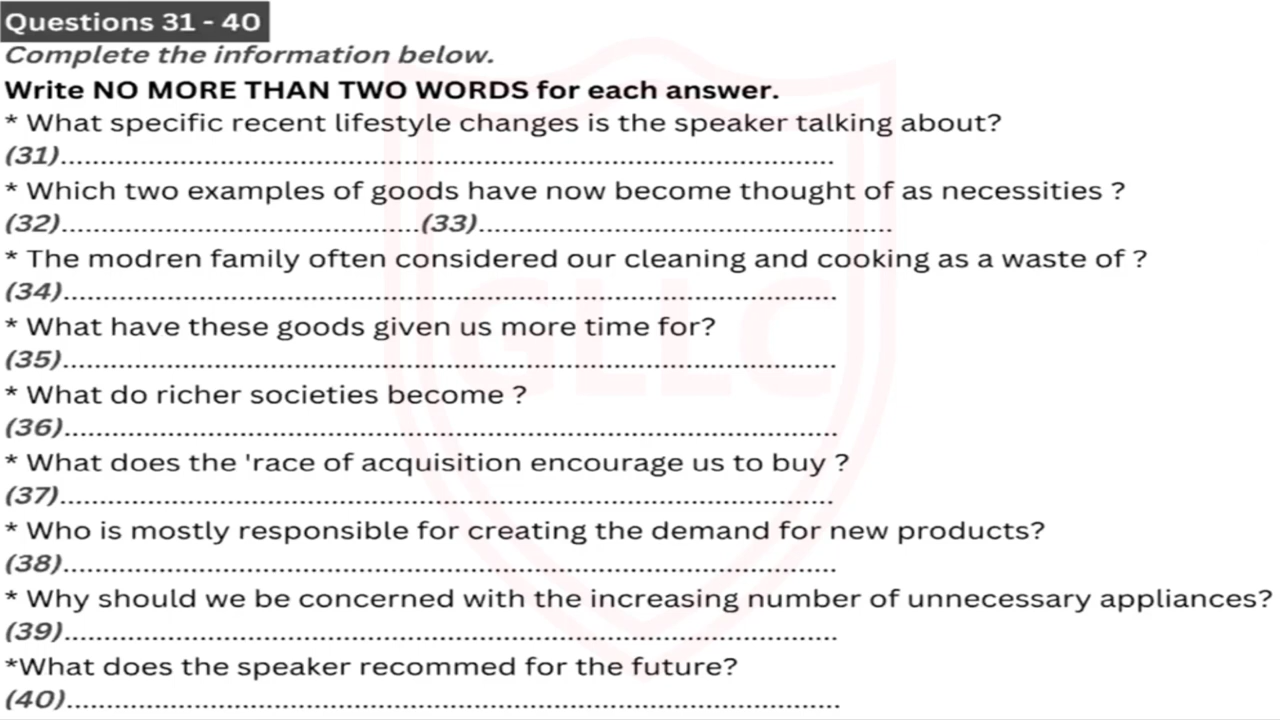 Questions 31 - 40
Complete the information below.
Write NO MORE THAN TWO WORDS for each answer.
* What specific recent lifestyle changes is the speaker talking about?
(31)....................................................................................................
* Which two examples of goods have now become thought of as necessities ?
(32)..............................................(33).....................................................
* The modren family often considered our cleaning and cooking as a waste of ?
(34)....................................................................................................
* What have these goods given us more time for?
(35)....................................................................................................
* What do richer societies become ?
(36)....................................................................................................
* What does the 'race of acquisition encourage us to buy ?
(37)....................................................................................................
* Who is mostly responsible for creating the demand for new products?
(38)....................................................................................................
* Why should we be concerned with the increasing number of unnecessary appliances?
(39)....................................................................................................
*What does the speaker recommed for the future?
(40)....................................................................................................
GLLC